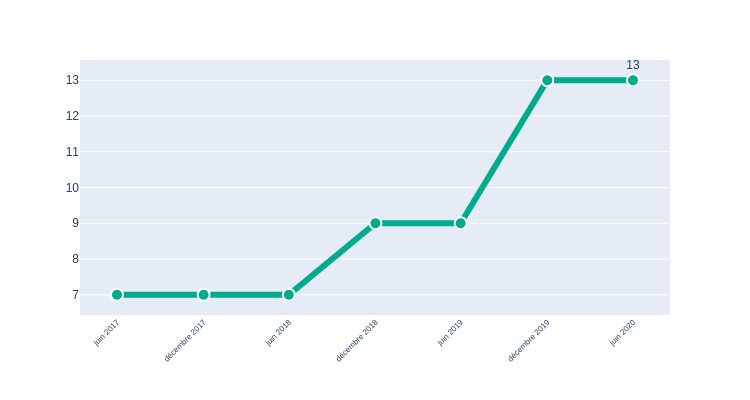 13
13
12
11
10
9
8
7
juin 2017
décembre 2017
juin 2018
décembre 2018
juin 2019
décembre 2019
juin 2020